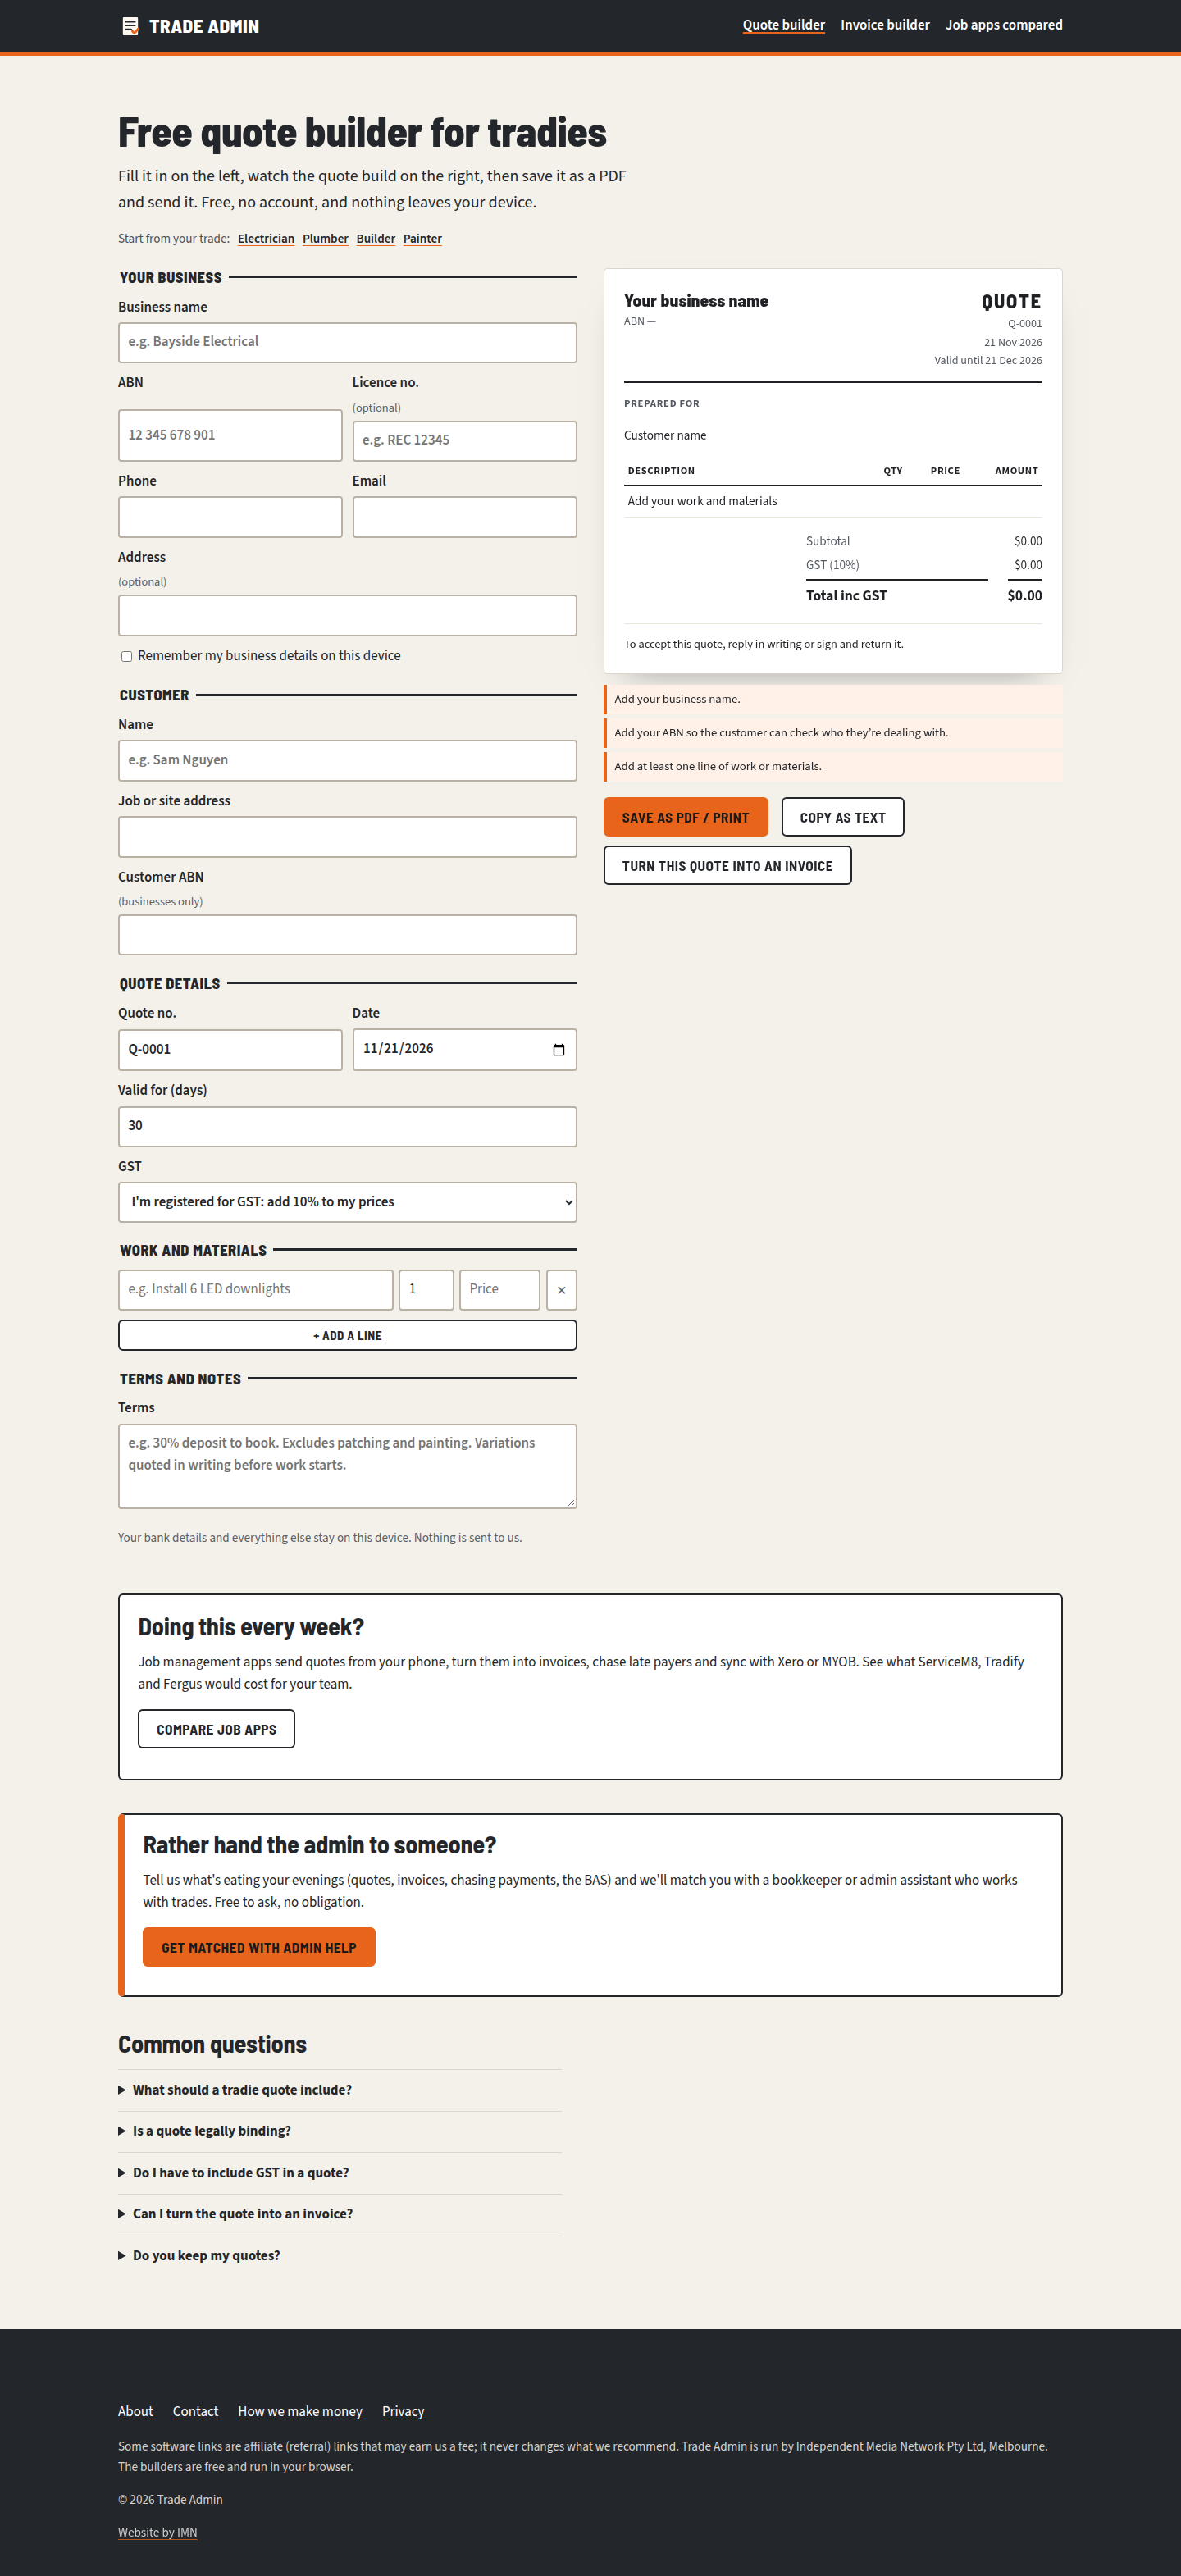 TRADE ADMIN
Quote builder Invoice builder Job apps compared
Free quote builder for tradies
Fill it in on the left, watch the quote build on the right, then save it as a PDF
and send it. Free, no account, and nothing leaves your device.
Start from your trade: Electrician Plumber Builder Painter
YOUR BUSINESS
Business name
e.g. Bayside Electrical
ABN
12 345 678 901
Licence no.
(optional)
e.g. REC 12345
Phone
Email
Address
(optional)
Remember my business details on this device
CUSTOMER
Name
e.g. Sam Nguyen
Job or site address
Customer ABN
(businesses only)
QUOTE DETAILS
Quote no.
Q-0001
Date
11/21/2026
Valid for (days)
30
GST
I'm registered for GST: add 10% to my prices
WORK AND MATERIALS
e.g. Install 6 LED downlights 1 Price ×
+ ADD A LINE
TERMS AND NOTES
Terms
e.g. 30% deposit to book. Excludes patching and painting. Variations
quoted in writing before work starts.
Your bank details and everything else stay on this device. Nothing is sent to us.
Your business name
ABN —
QUOTE
Q-0001
21 Nov 2026
Valid until 21 Dec 2026
PREPARED FOR
Customer name
DESCRIPTION QTY PRICE AMOUNT
Add your work and materials
Subtotal $0.00
GST (10%) $0.00
Total inc GST $0.00
To accept this quote, reply in writing or sign and return it.
Add your business name.
Add your ABN so the customer can check who they're dealing with.
Add at least one line of work or materials.
SAVE AS PDF / PRINT COPY AS TEXT
TURN THIS QUOTE INTO AN INVOICE
Doing this every week?
Job management apps send quotes from your phone, turn them into invoices, chase late payers and sync with Xero or MYOB. See what ServiceM8, Tradify
and Fergus would cost for your team.
COMPARE JOB APPS
Rather hand the admin to someone?
Tell us what's eating your evenings (quotes, invoices, chasing payments, the BAS) and we'll match you with a bookkeeper or admin assistant who works
with trades. Free to ask, no obligation.
GET MATCHED WITH ADMIN HELP
Common questions
What should a tradie quote include?
Is a quote legally binding?
Do I have to include GST in a quote?
Can I turn the quote into an invoice?
Do you keep my quotes?
About Contact How we make money Privacy
Some software links are affiliate (referral) links that may earn us a fee; it never changes what we recommend. Trade Admin is run by Independent Media Network Pty Ltd, Melbourne.
The builders are free and run in your browser.
© 2026 Trade Admin
Website by IMN